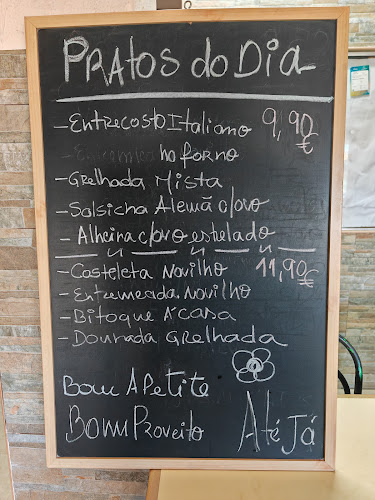 PRATOS do DIA
- Entrecosto Italiano 9,90 €
no forno
- Grelhada Mista
- Salsicha Alemã c/ovo
- Alheira c/ovo estrelado
- Costeleta Novilho 11,90 €
- Entremeada Novilho
- Bitoque A'casa
- Dourada Grelhada
Bom APetite
Bom Proveito Até Já